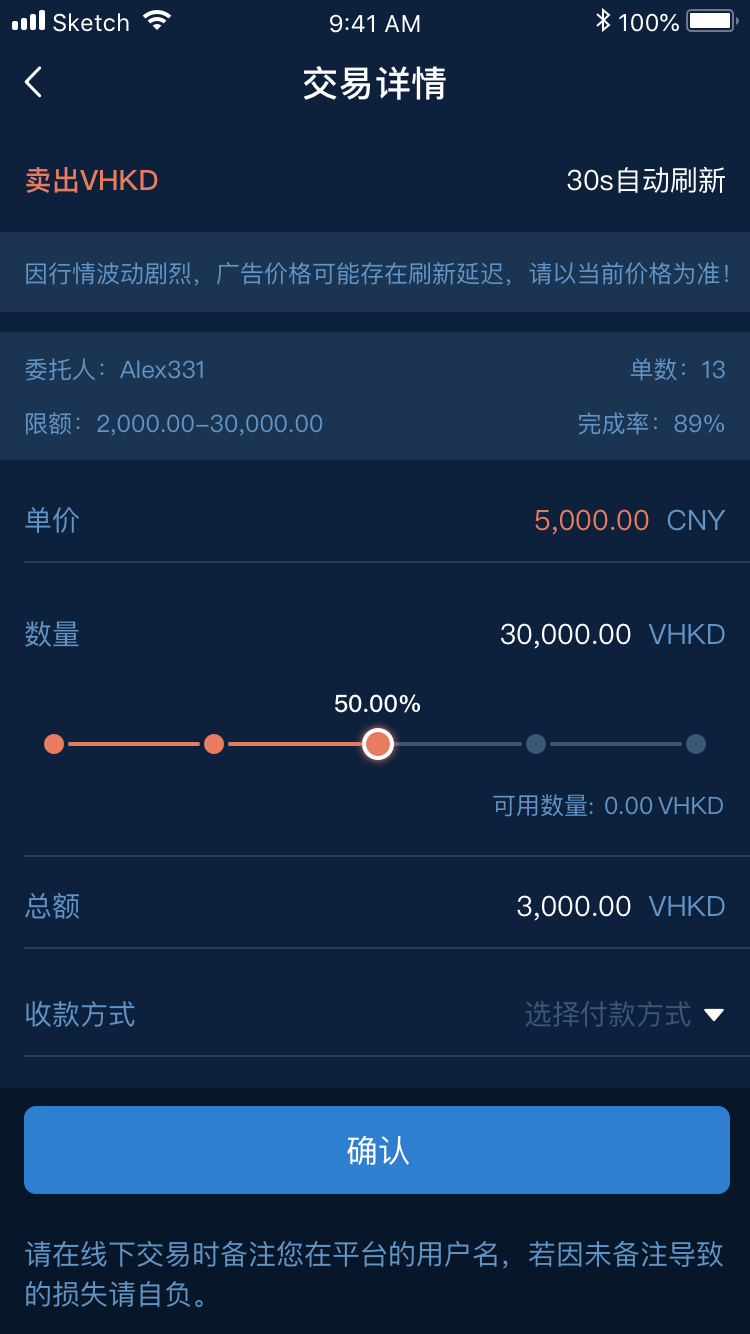 Sketch 9:41 AM 100%
交易详情
卖出VHKD 30s自动刷新
因行情波动剧烈，广告价格可能存在刷新延迟，请以当前价格为准！
委托人：Alex331 单数：13
限额：2,000.00-30,000.00 完成率：89%
单价 5,000.00 CNY
数量 30,000.00 VHKD
50.00%
可用数量: 0.00 VHKD
总额 3,000.00 VHKD
收款方式 选择付款方式
确认
请在线下交易时备注您在平台的用户名，若因未备注导致
的损失请自负。